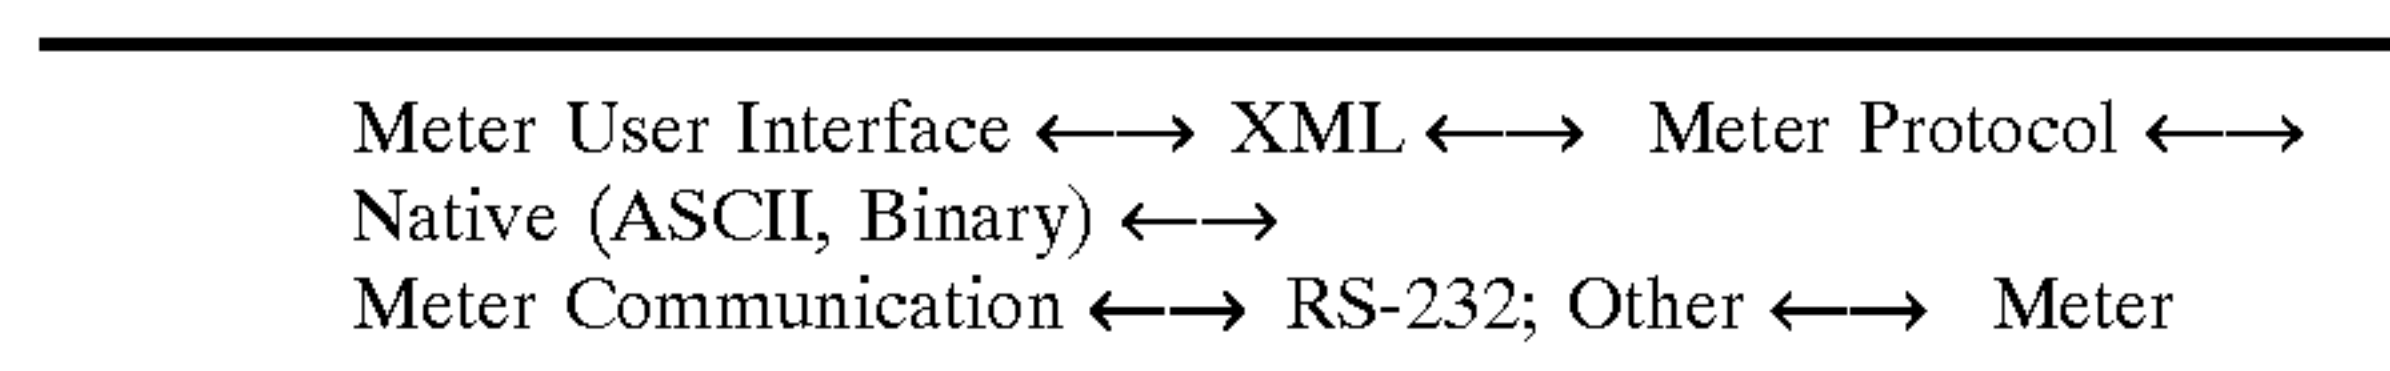 Meter User Interface ←—→ XML ←—→ Meter Protocol ←—→
Native (ASCII, Binary) ←—→
Meter Communication ←—→ RS-232; Other ←—→ Meter